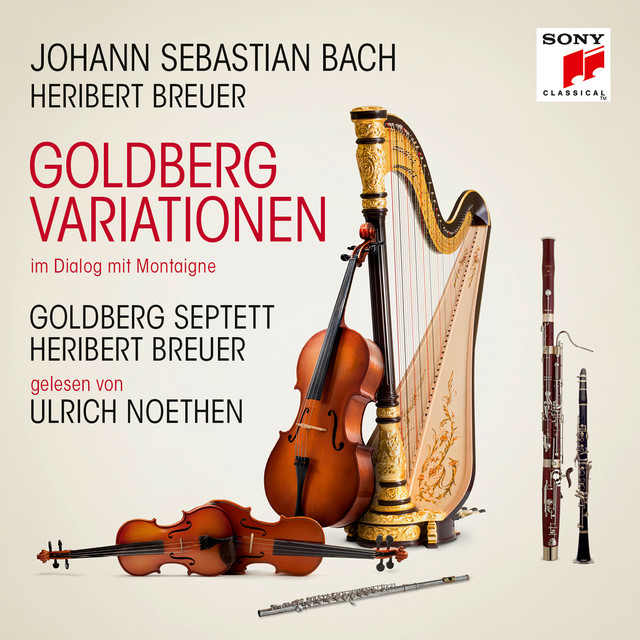 JOHANN SEBASTIAN BACH
HERIBERT BREUER
SONY
CLASSICAL
TM
GOLDBERG
VARIATIONEN
im Dialog mit Montaigne
GOLDBERG SEPTETT
HERIBERT BREUER
gelesen von
ULRICH NOETHEN